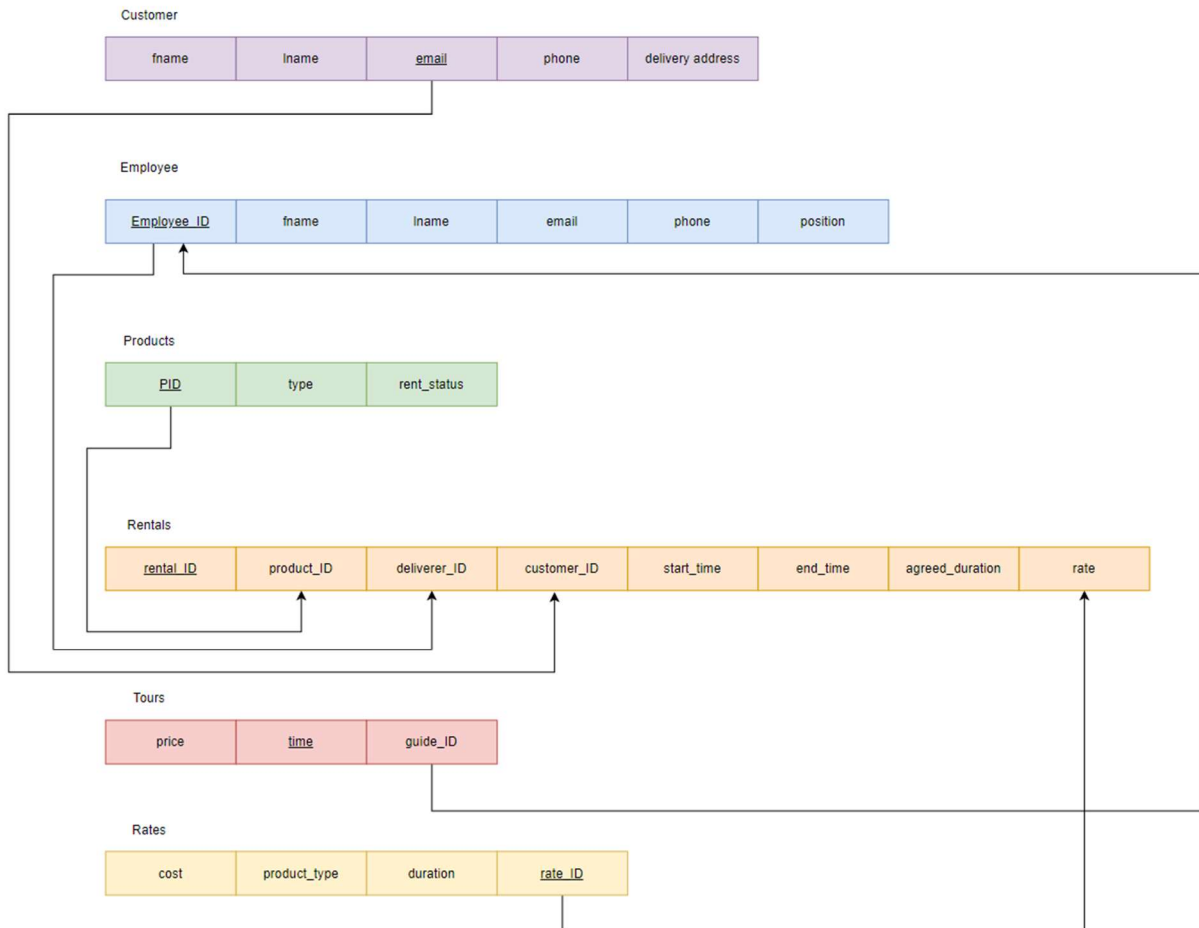 Customer
fname lname email phone delivery address
Employee
Employee_ID fname lname email phone position
Products
PID type rent_status
Rentals
rental_ID product_ID deliverer_ID customer_ID start_time end_time agreed_duration rate
Tours
price time guide_ID
Rates
cost product_type duration rate_ID